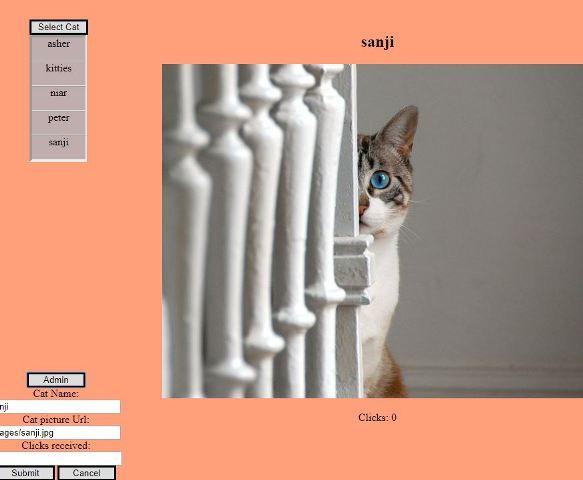 Select Cat
asher
kitties
niar
peter
sanji
sanji
Clicks: 0
Admin
Cat Name:
nji
Cat picture Url:
ages/sanji.jpg
Clicks received:
Submit
Cancel